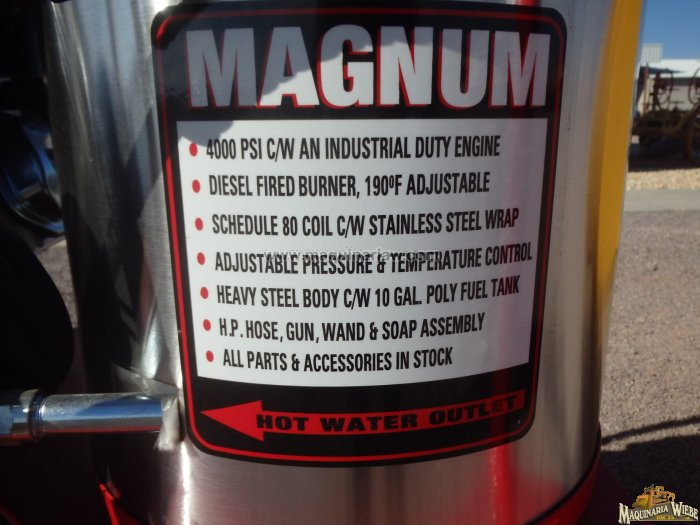 MAGNUM
• 4000 PSI C/W AN INDUSTRIAL DUTY ENGINE
• DIESEL FIRED BURNER, 190ºF ADJUSTABLE
• SCHEDULE 80 COIL C/W STAINLESS STEEL WRAP
• ADJUSTABLE PRESSURE & TEMPERATURE CONTROL
• HEAVY STEEL BODY C/W 10 GAL. POLY FUEL TANK
• H.P. HOSE, GUN, WAND & SOAP ASSEMBLY
• ALL PARTS & ACCESSORIES IN STOCK
HOT WATER OUTLET
MAQUINARIA WIEBE